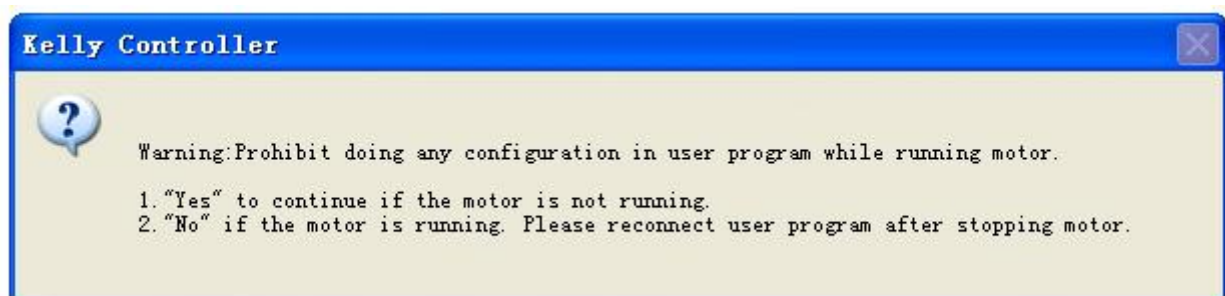 Kelly Controller
?
Warning:Prohibit doing any configuration in user program while running motor.
1."Yes" to continue if the motor is not running.
2."No" if the motor is running. Please reconnect user program after stopping motor.